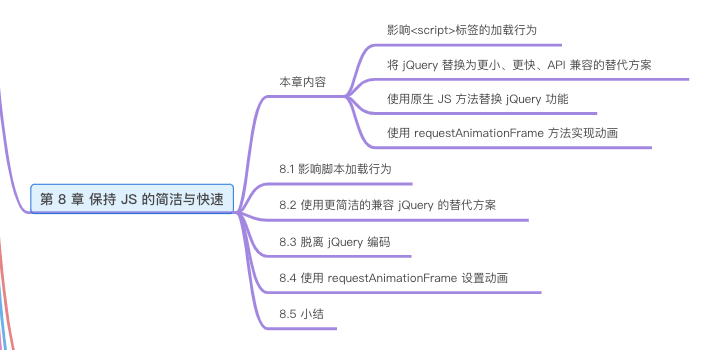 影响<script>标签的加载行为
将 jQuery 替换为更小、更快、API 兼容的替代方案
本章内容
使用原生 JS 方法替换 jQuery 功能
使用 requestAnimationFrame 方法实现动画
8.1 影响脚本加载行为
第 8 章 保持 JS 的简洁与快速
8.2 使用更简洁的兼容 jQuery 的替代方案
8.3 脱离 jQuery 编码
8.4 使用 requestAnimationFrame 设置动画
8.5 小结